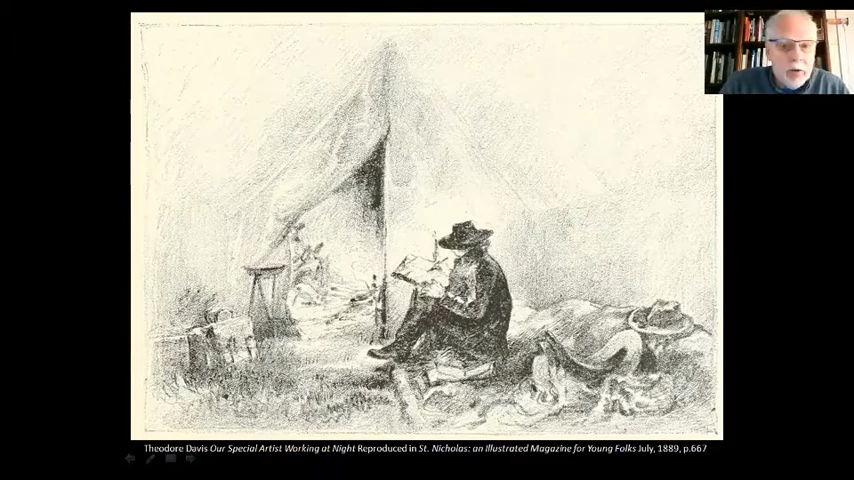 Theodore Davis Our Special Artist Working at Night Reproduced in St. Nicholas: an Illustrated Magazine for Young Folks July, 1889, p.667